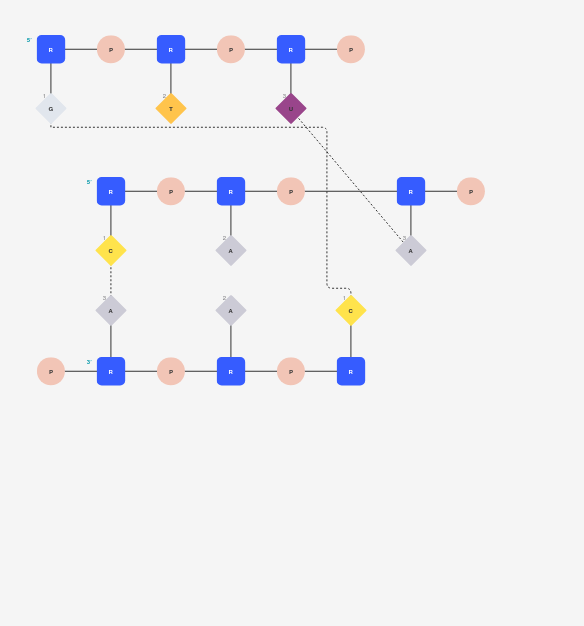 5' R P R P R P
1 2 3
G T U
5' R P R P R P
1 2 3
C A A
3 2 1
A A C
3'
P R P R P R